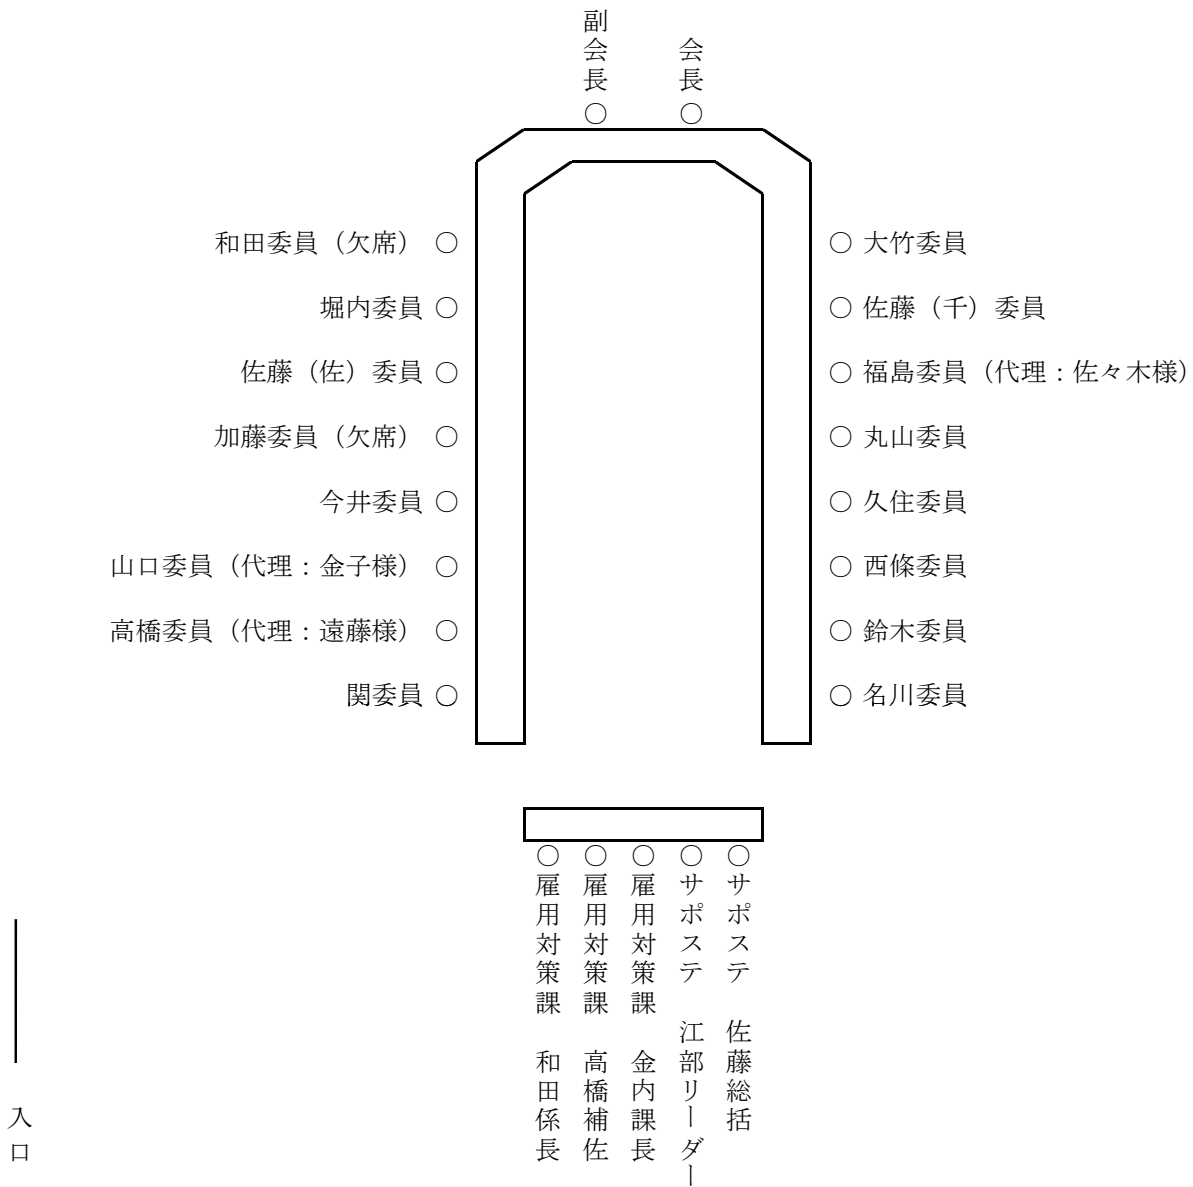 副会長○
会長○
和田委員（欠席） ○
○ 大竹委員
堀内委員 ○
○ 佐藤（千）委員
佐藤（佐）委員 ○
○ 福島委員（代理：佐々木様）
加藤委員（欠席） ○
○ 丸山委員
今井委員 ○
○ 久住委員
山口委員（代理：金子様） ○
○ 西條委員
高橋委員（代理：遠藤様） ○
○ 鈴木委員
関委員 ○
○ 名川委員
○雇用対策課　和田係長
○雇用対策課　高橋補佐
○雇用対策課　金内課長
○サポステ　江部リーダー
○サポステ　佐藤総括
入口